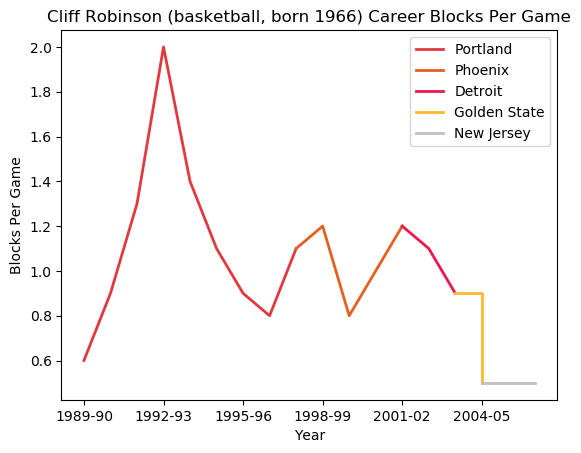 Cliff Robinson (basketball, born 1966) Career Blocks Per Game
Portland
Phoenix
Detroit
Golden State
New Jersey
2.0
1.8
1.6
1.4
1.2
1.0
0.8
0.6
Blocks Per Game
1989-90 1992-93 1995-96 1998-99 2001-02 2004-05
Year